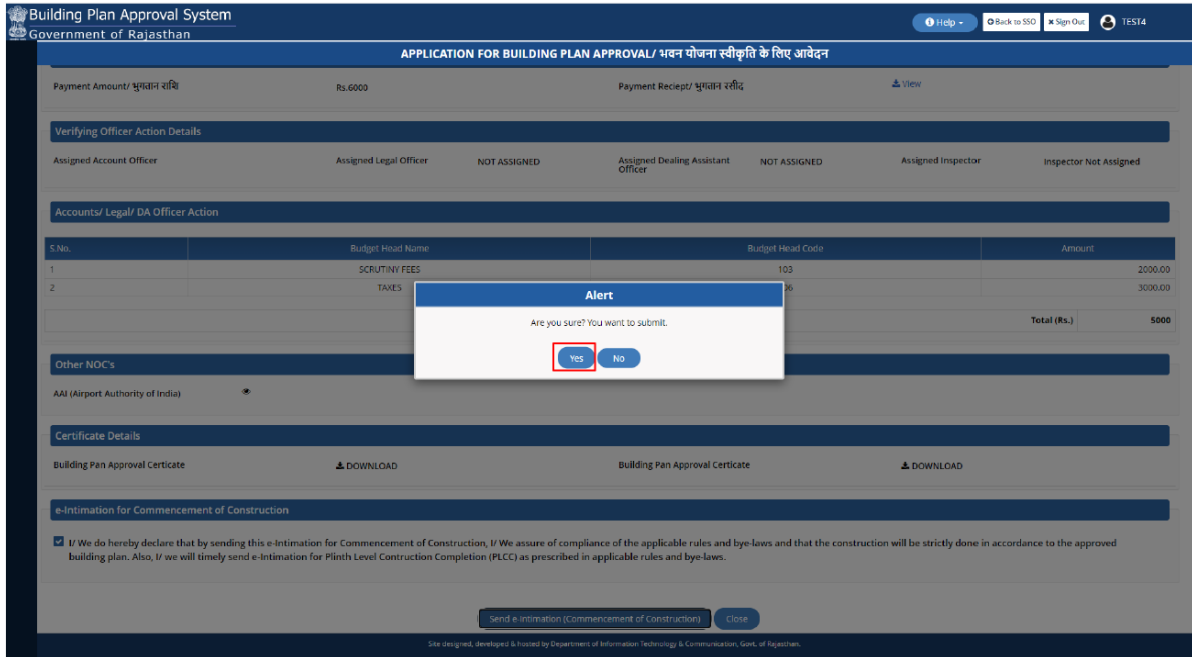 Building Plan Approval System
Government of Rajasthan
Help
Back to SSO
Sign Out
TEST4
APPLICATION FOR BUILDING PLAN APPROVAL/ भवन योजना स्वीकृति के लिए आवेदन
Payment Amount/ भुगतान राशि Rs.6000 Payment Reciept/ भुगतान रसीद View
Verifying Officer Action Details
Assigned Account Officer Assigned Legal Officer NOT ASSIGNED Assigned Dealing Assistant Officer NOT ASSIGNED Assigned Inspector Inspector Not Assigned
Accounts/ Legal/ DA Officer Action
S.No. Budget Head Name Budget Head Code Amount
1 SCRUTINY FEES 103 2000.00
2 TAXES 3000.00
Total (Rs.) 5000
Alert
Are you sure? You want to submit.
Yes No
Other NOC's
AAI (Airport Authority of India)
Certificate Details
Building Pan Approval Certicate DOWNLOAD Building Pan Approval Certicate DOWNLOAD
e-Intimation for Commencement of Construction
I/ We do hereby declare that by sending this e-Intimation for Commencement of Construction, I/ We assure of compliance of the applicable rules and bye-laws and that the construction will be strictly done in accordance to the approved
building plan. Also, I/ we will timely send e-Intimation for Plinth Level Contruction Completion (PLCC) as prescribed in applicable rules and bye-laws.
Send e-Intimation (Commencement of Construction) Close
Site designed, developed & hosted by Department of Information Technology & Communication, Govt. of Rajasthan.